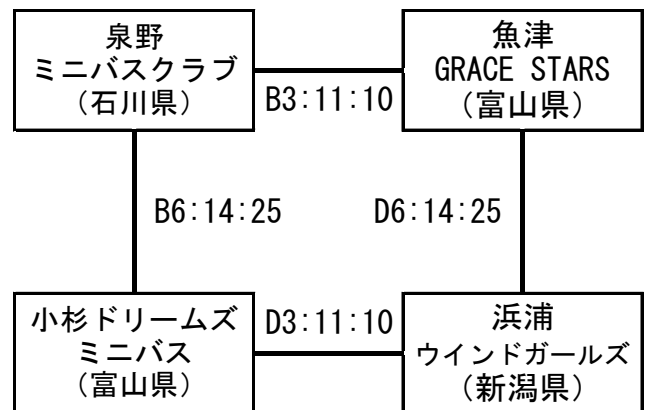 泉野
ミニバスクラブ
（石川県）
魚津
GRACE STARS
（富山県）
B3:11:10
B6:14:25
D6:14:25
小杉ドリームズ
ミニバス
（富山県）
D3:11:10
浜浦
ウインドガールズ
（新潟県）